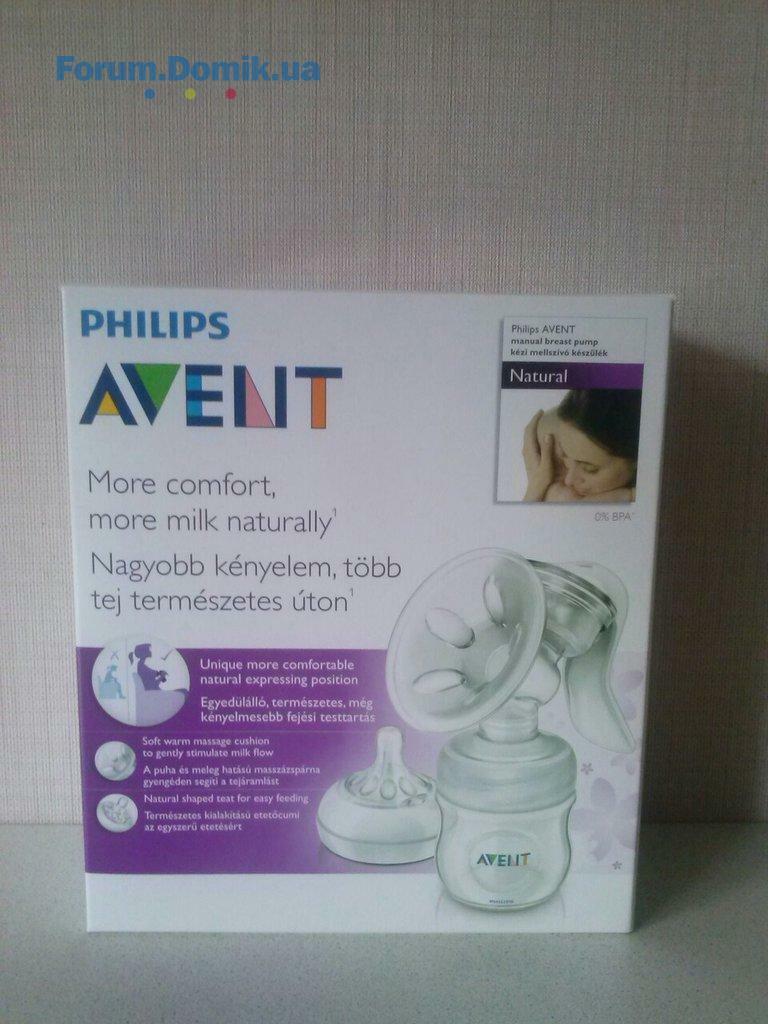 Forum.Domik.ua
PHILIPS
AVENT
Philips AVENT
manual breast pump
kézi mellszívó készülék
Natural
0% BPA*
More comfort,
more milk naturally¹
Nagyobb kényelem, több
tej természetes úton¹
Unique more comfortable
natural expressing position
Egyedülálló, természetes, még
kényelmesebb fejési testtartás
Soft warm massage cushion
to gently stimulate milk flow
A puha és meleg hatású masszázspárna
gyengéden segíti a tejáramlást
Natural shaped teat for easy feeding
Természetes kialakítású etetőcumi
az egyszerű etetésért
AVENT
PHILIPS